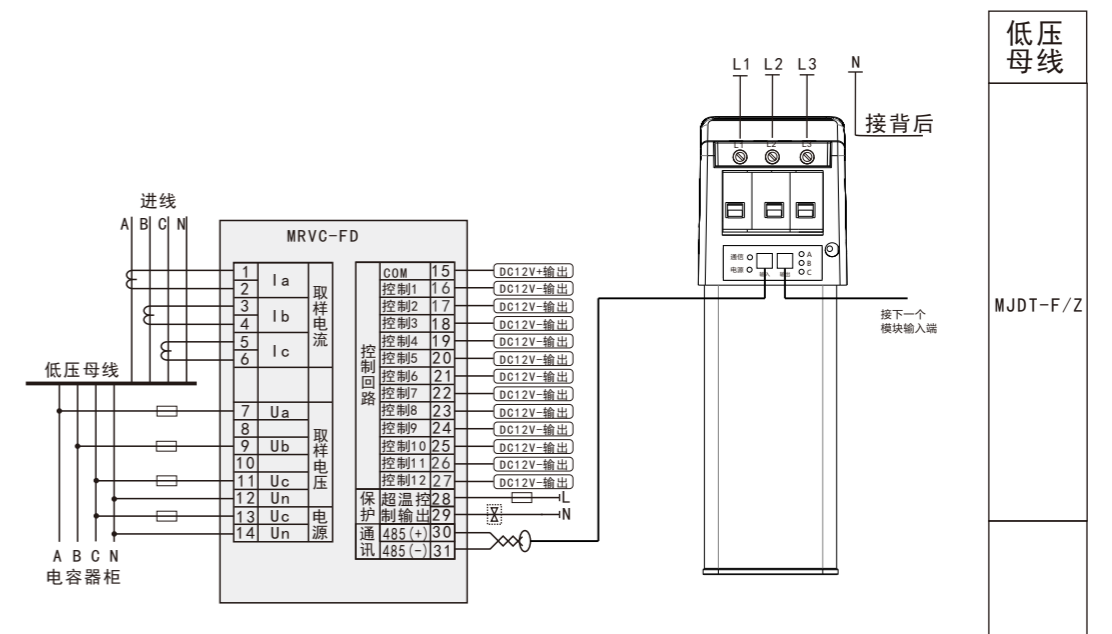 低压
母线
MJDT-F/Z
L1 L2 L3 N
接背后
L1 L2 L3
通信
电源
输入 输出
A
B
C
接下一个
模块输入端
进线
A B C N
低压母线
A B C N
电容器柜
MRVC-FD
1
2
Ia
3
4
Ib
5
6
Ic
取样电流
7 Ua
8
9 Ub
10
11 Uc
12 Un
取样电压
13 Uc
14 Un
电源
控制回路
COM 15 DC12V+输出
控制1 16 DC12V-输出
控制2 17 DC12V-输出
控制3 18 DC12V-输出
控制4 19 DC12V-输出
控制5 20 DC12V-输出
控制6 21 DC12V-输出
控制7 22 DC12V-输出
控制8 23 DC12V-输出
控制9 24 DC12V-输出
控制10 25 DC12V-输出
控制11 26 DC12V-输出
控制12 27 DC12V-输出
保护
超温控 28 L
制输出 29 N
通讯
485(+) 30
485(-) 31